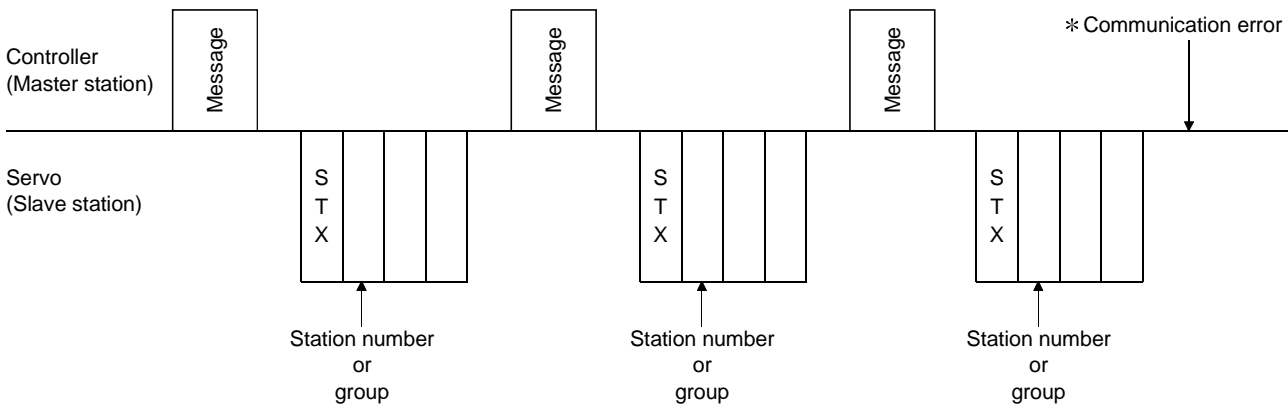 Message
Message
Message
* Communication error
Controller
(Master station)
Servo
(Slave station)
S
T
X
S
T
X
S
T
X
Station number
or
group
Station number
or
group
Station number
or
group